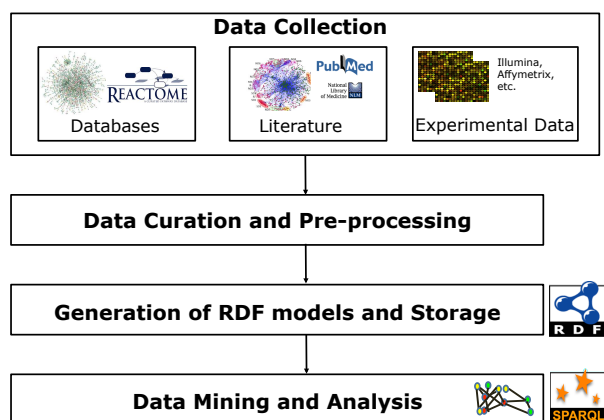 Data Collection
REACTOME
Databases
PubMed
National
Library
of Medicine
NLM
Literature
Illumina,
Affymetrix,
etc.
Experimental Data
Data Curation and Pre-processing
Generation of RDF models and Storage
RDF
Data Mining and Analysis
SPARQL